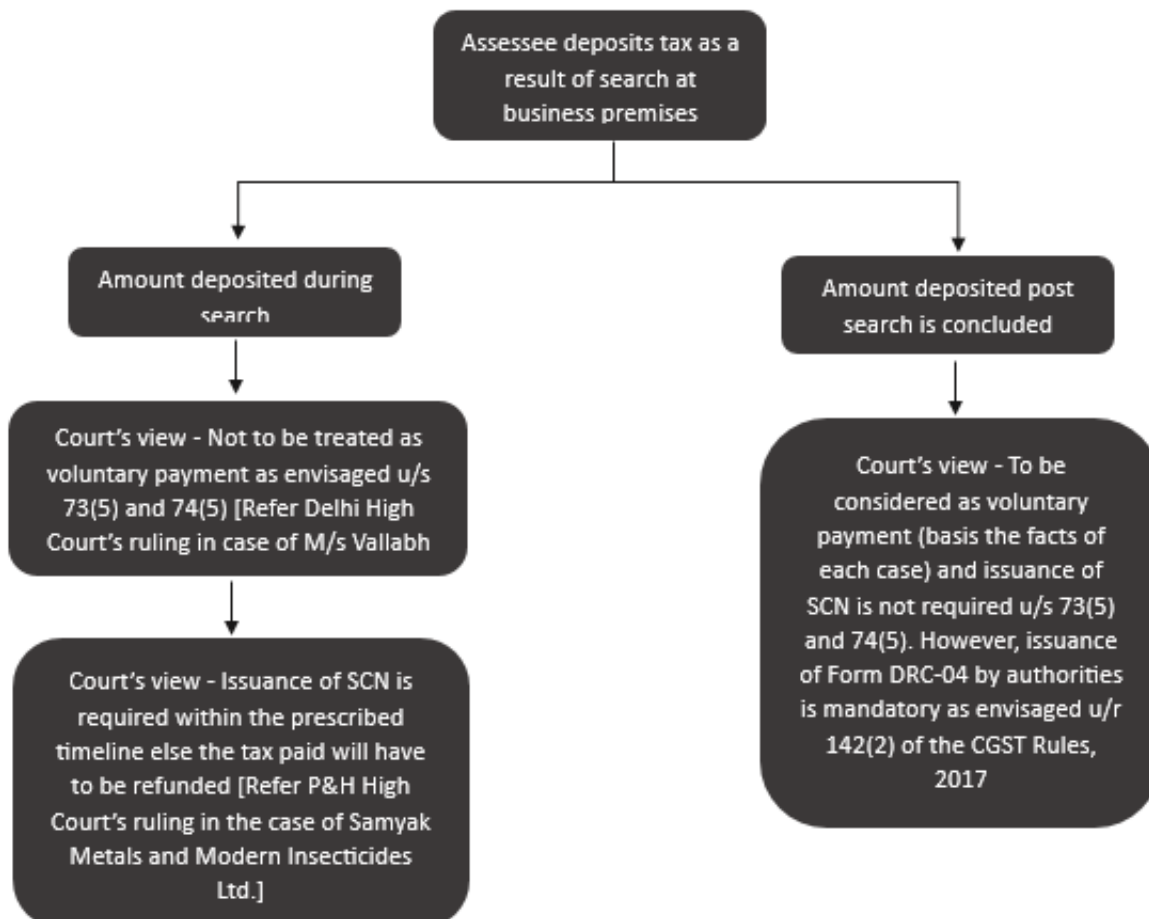 Assessee deposits tax as a
result of search at
business premises
Amount deposited during
search
Court's view - Not to be treated as
voluntary payment as envisaged u/s
73(5) and 74(5) [Refer Delhi High
Court's ruling in case of M/s Vallabh
Court's view - Issuance of SCN is
required within the prescribed
timeline else the tax paid will have
to be refunded [Refer P&H High
Court's ruling in the case of Samyak
Metals and Modern Insecticides
Ltd.]
Amount deposited post
search is concluded
Court's view - To be
considered as voluntary
payment (basis the facts of
each case) and issuance of
SCN is not required u/s 73(5)
and 74(5). However, issuance
of Form DRC-04 by authorities
is mandatory as envisaged u/r
142(2) of the CGST Rules,
2017